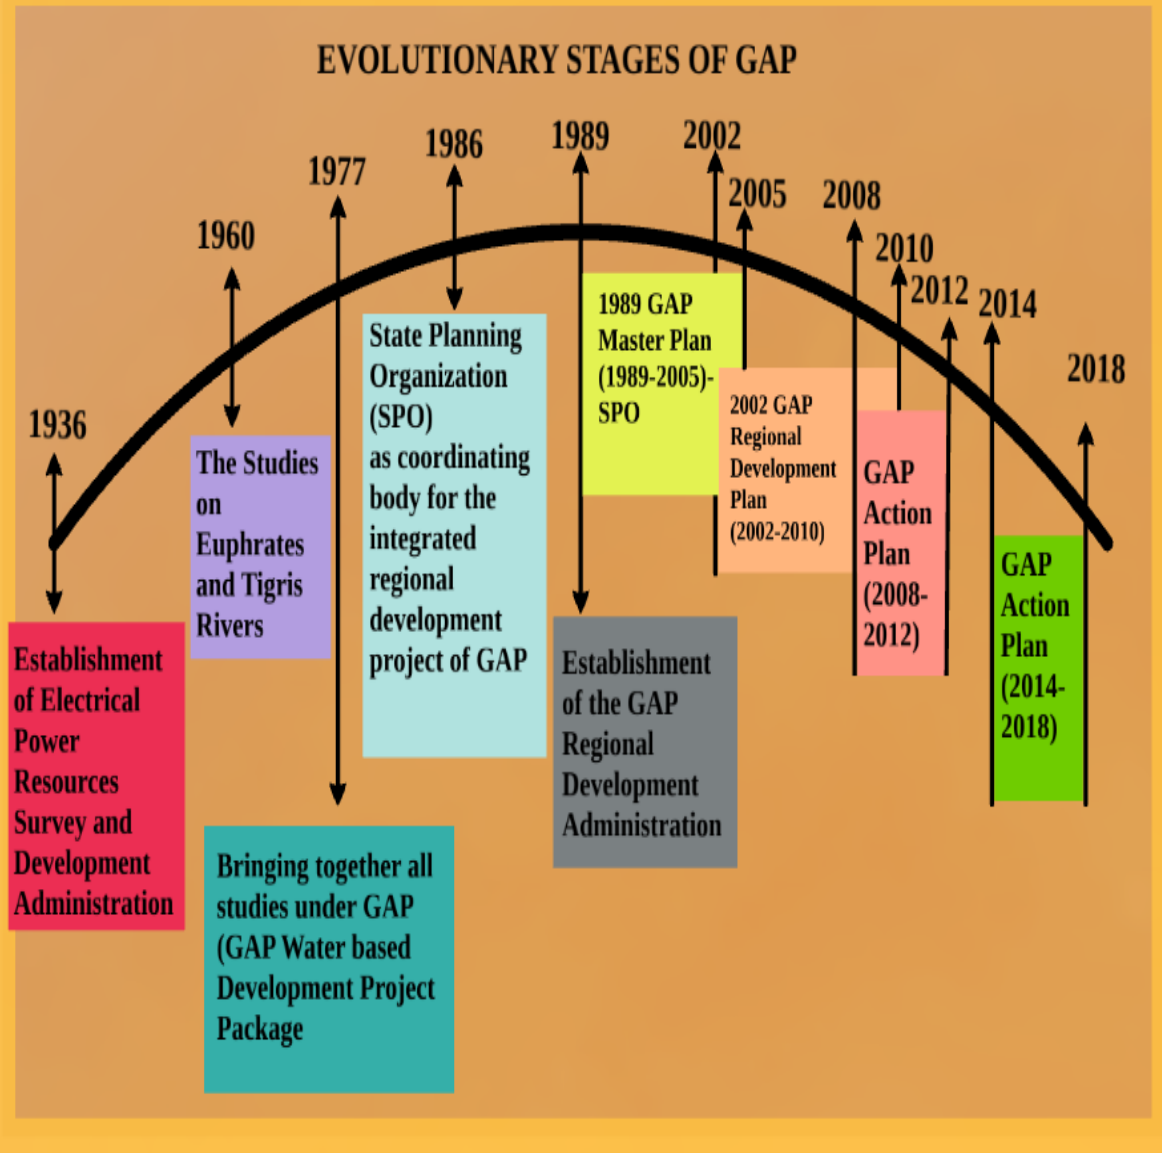 EVOLUTIONARY STAGES OF GAP
1936
1960
1977
1986
1989
2002
2005
2008
2010
2012
2014
2018
Establishment
of Electrical
Power
Resources
Survey and
Development
Administration
The Studies
on
Euphrates
and Tigris
Rivers
Bringing together all
studies under GAP
(GAP Water based
Development Project
Package
State Planning
Organization
(SPO)
as coordinating
body for the
integrated
regional
development
project of GAP
Establishment
of the GAP
Regional
Development
Administration
1989 GAP
Master Plan
(1989-2005)-
SPO
2002 GAP
Regional
Development
Plan
(2002-2010)
GAP
Action
Plan
(2008-
2012)
GAP
Action
Plan
(2014-
2018)